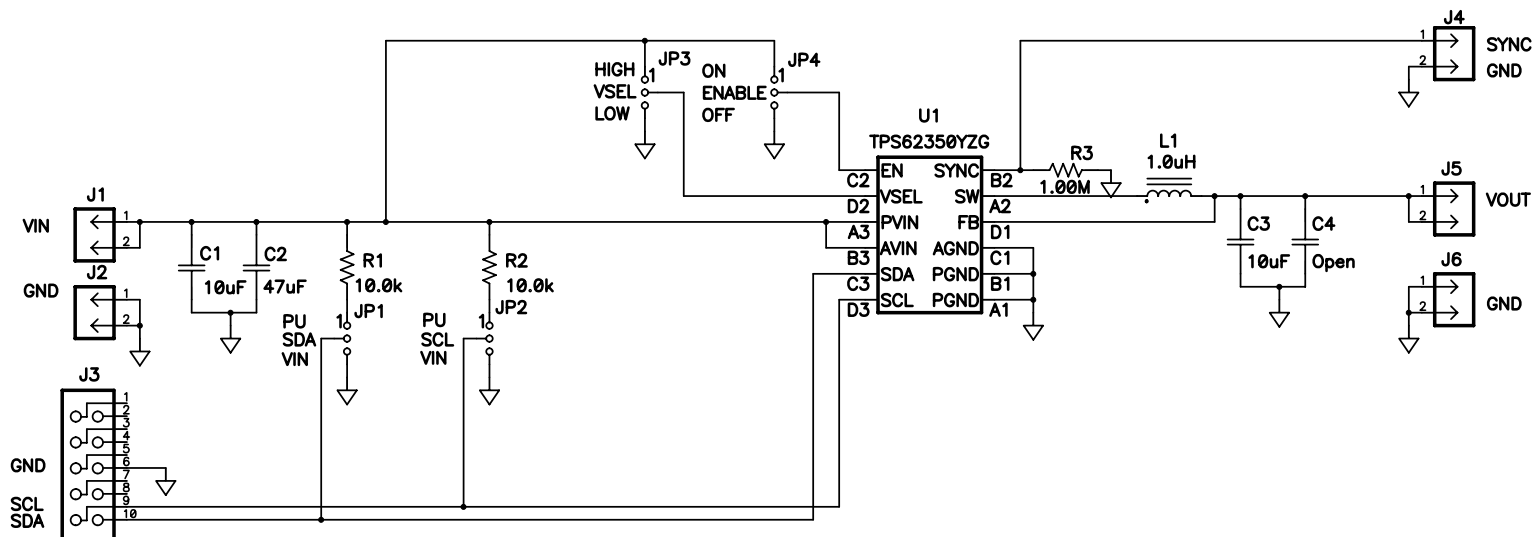 J4
1
SYNC
2
GND
JP3
HIGH
1
VSEL
LOW
JP4
ON
1
ENABLE
OFF
U1
TPS62350YZG
EN
SYNC
C2
B2
VSEL
SW
D2
A2
PVIN
FB
A3
D1
AVIN
AGND
B3
C1
SDA
PGND
C3
B1
SCL
PGND
D3
A1
R3
1.00M
L1
1.0uH
J5
1
VOUT
2
J1
VIN
1
2
C1
10uF
C2
47uF
R1
10.0k
R2
10.0k
C3
10uF
C4
Open
J2
GND
1
2
J6
1
GND
2
JP1
PU
1
SDA
VIN
JP2
PU
1
SCL
VIN
J3
1
2
3
4
5
GND
6
7
8
SCL
9
SDA
10